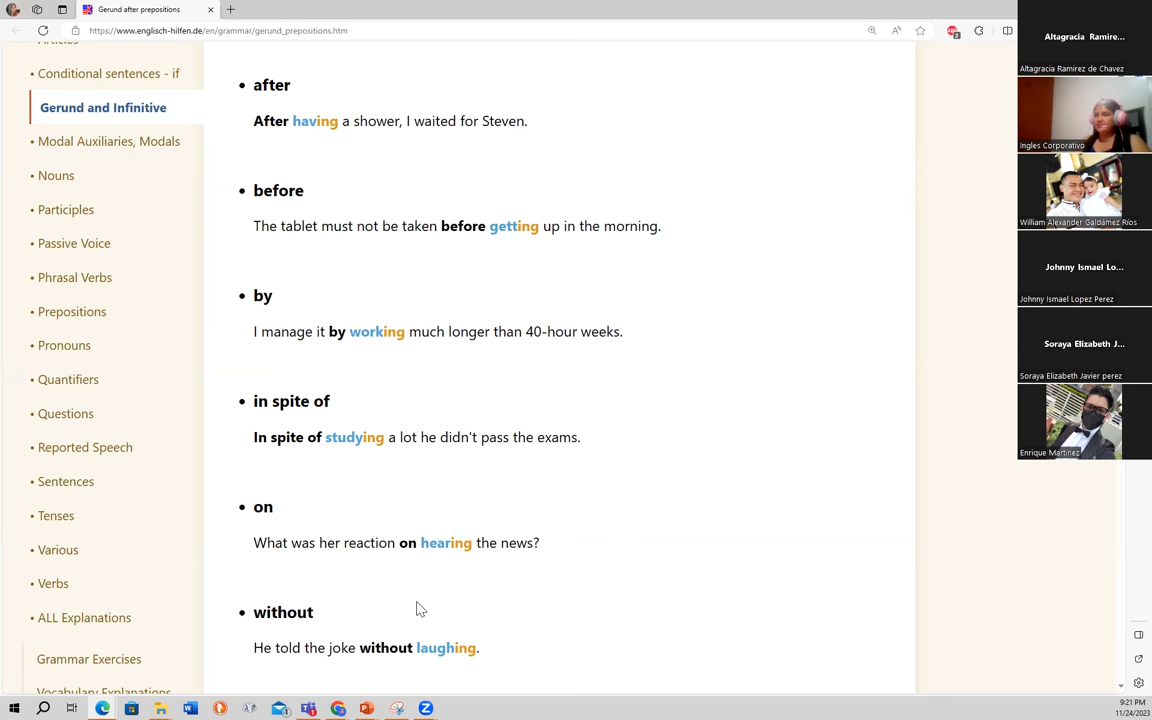 Gerund after prepositions
https://www.englisch-hilfen.de/en/grammar/gerund_prepositions.htm
• Conditional sentences - if
Gerund and Infinitive
• Modal Auxiliaries, Modals
• Nouns
• Participles
• Passive Voice
• Phrasal Verbs
• Prepositions
• Pronouns
• Quantifiers
• Questions
• Reported Speech
• Sentences
• Tenses
• Various
• Verbs
• ALL Explanations
Grammar Exercises
Vocabulary Explanations
• after
After having a shower, I waited for Steven.
• before
The tablet must not be taken before getting up in the morning.
• by
I manage it by working much longer than 40-hour weeks.
• in spite of
In spite of studying a lot he didn't pass the exams.
• on
What was her reaction on hearing the news?
• without
He told the joke without laughing.
Altagracia Ramire...
Altagracia Ramirez de Chavez
Ingles Corporativo
William Alexander Galdámez Ríos
Johnny Ismael Lo...
Johnny Ismael Lopez Perez
Soraya Elizabeth J...
Soraya Elizabeth Javier perez
Enrique Martinez
9:21 PM
11/24/2023